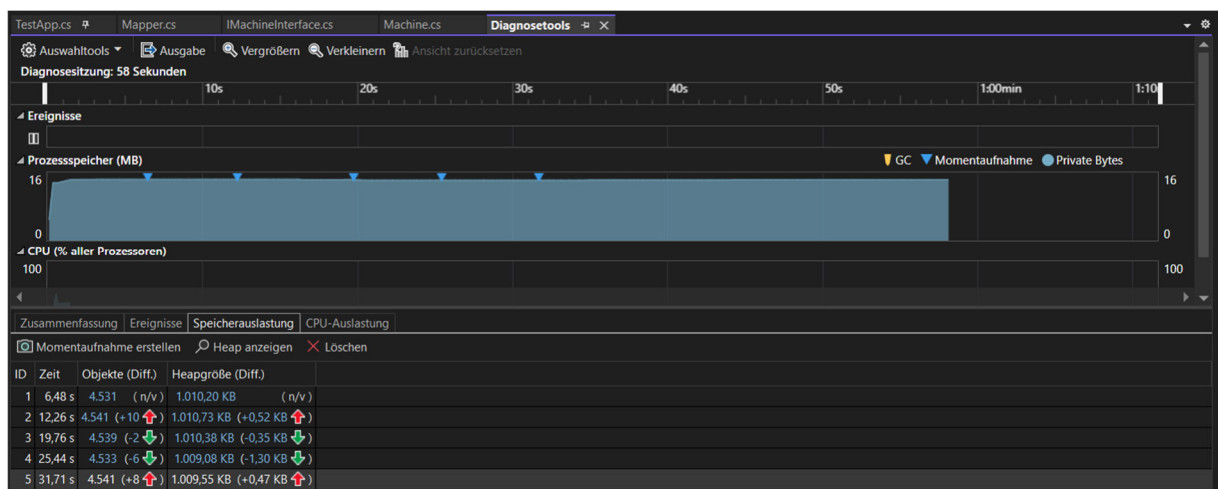 TestApp.cs Mapper.cs IMachineInterface.cs Machine.cs Diagnosetools
Auswahltools Ausgabe Vergrößern Verkleinern Ansicht zurücksetzen
Diagnosesitzung: 58 Sekunden
10s 20s 30s 40s 50s 1:00min 1:10
Ereignisse
Prozessspeicher (MB) GC Momentaufnahme Private Bytes
16 16
0 0
CPU (% aller Prozessoren)
100 100
Zusammenfassung Ereignisse Speicherauslastung CPU-Auslastung
Momentaufnahme erstellen Heap anzeigen Löschen
ID Zeit Objekte (Diff.) Heapgröße (Diff.)
1 6,48 s 4.531 (n/v) 1.010,20 KB (n/v)
2 12,26 s 4.541 (+10) 1.010,73 KB (+0,52 KB)
3 19,76 s 4.539 (-2) 1.010,38 KB (-0,35 KB)
4 25,44 s 4.533 (-6) 1.009,08 KB (-1,30 KB)
5 31,71 s 4.541 (+8) 1.009,55 KB (+0,47 KB)